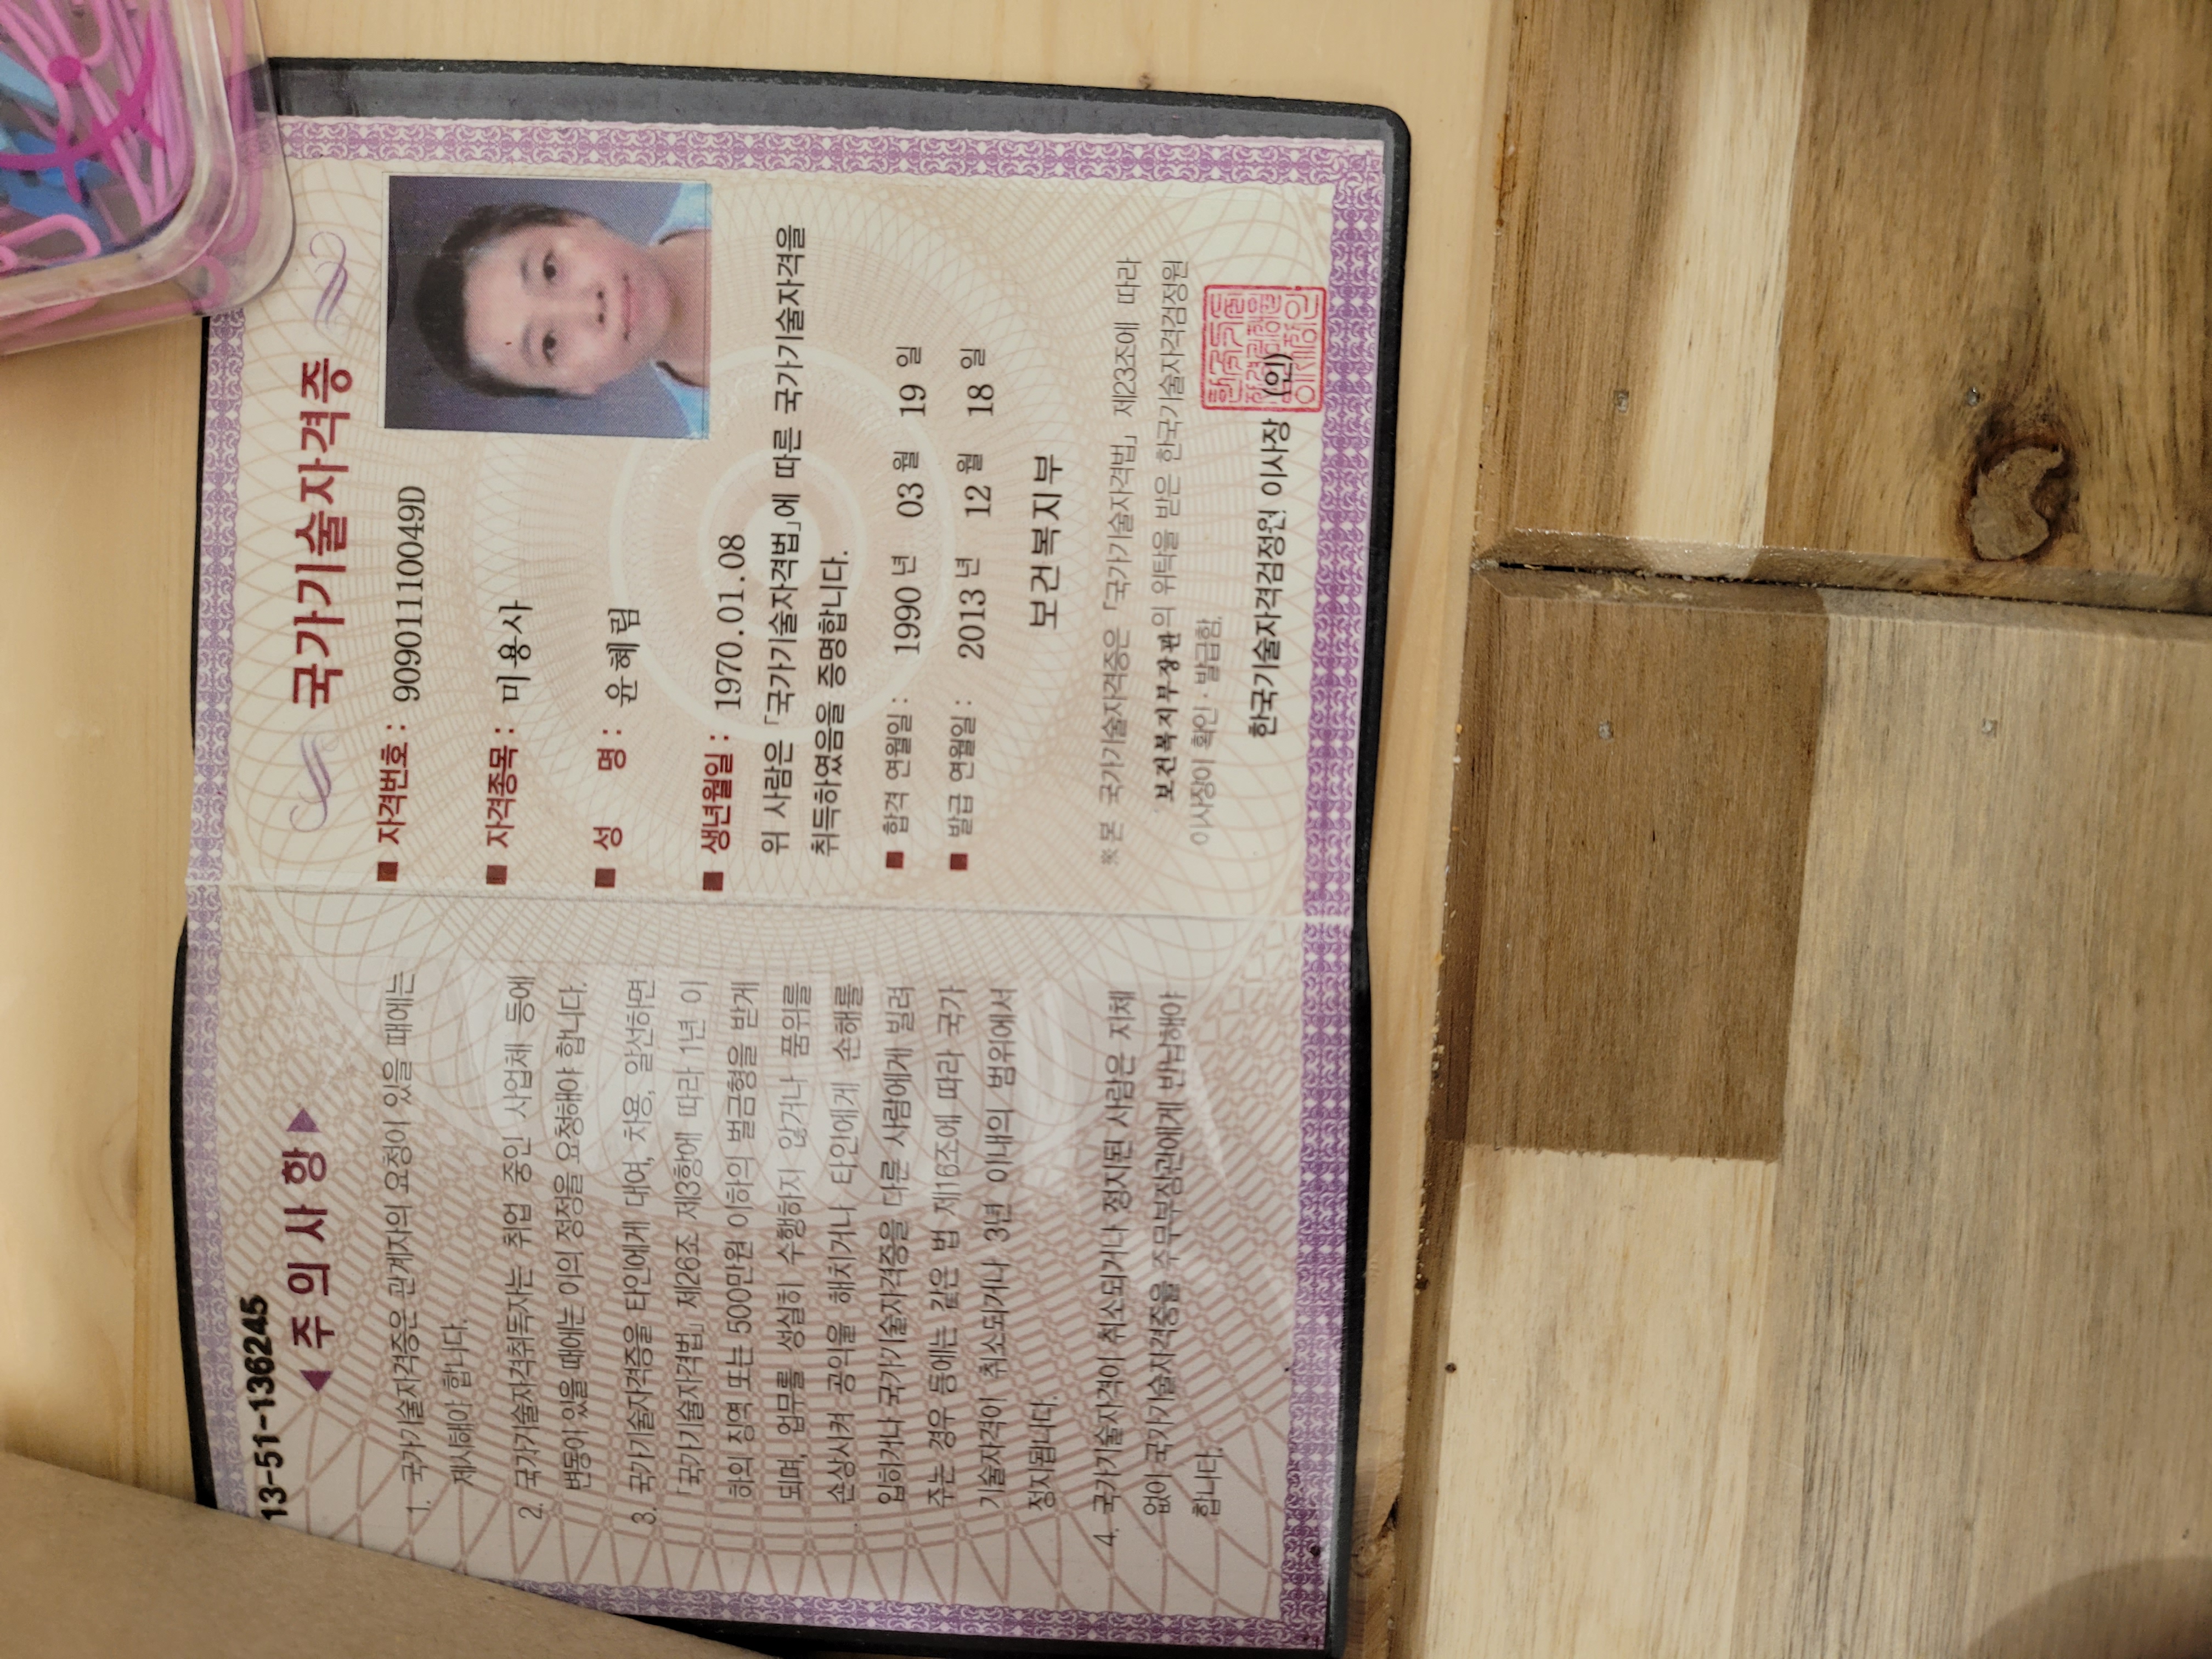 13-51-136245
◀ 주 의 사 항 ▶
1. 국가기술자격증은 관계자의 요청이 있을 때에는
제시해야 합니다.
2. 국가기술자격취득자는 취업 중인 사업체 등에
변동이 있을 때에는 이의 정정을 요청해야 합니다.
3. 국가기술자격증을 타인에게 대여, 차용, 알선하면
「국가기술자격법」 제26조 제3항에 따라 1년 이
하의 징역 또는 500만원 이하의 벌금형을 받게
되며, 업무를 성실히 수행하지 않거나 품위를
손상시켜 공익을 해치거나 타인에게 손해를
입히거나 국가기술자격증을 다른 사람에게 빌려
주는 경우 등에는 같은 법 제16조에 따라 국가
기술자격이 취소되거나 3년 이내의 범위에서
정지됩니다.
4. 국가기술자격이 취소되거나 정지된 사람은 지체
없이 국가기술자격증을 주무부장관에게 반납해야
합니다.
국가기술자격증
■ 자격번호 : 90901110049D
■ 자격종목 : 미용사
■ 성 명 : 윤혜림
■ 생년월일 : 1970.01.08
위 사람은 「국가기술자격법」에 따른 국가기술자격을
취득하였음을 증명합니다.
■ 합격 연월일 : 1990 년 03 월 19 일
■ 발급 연월일 : 2013 년 12 월 18 일
보건복지부
※본 국가기술자격증은 「국가기술자격법」 제23조에 따라
보건복지부장관의 위탁을 받은 한국기술자격검정원
이사장이 확인·발급함.
한국기술자격검정원 이사장 (인)